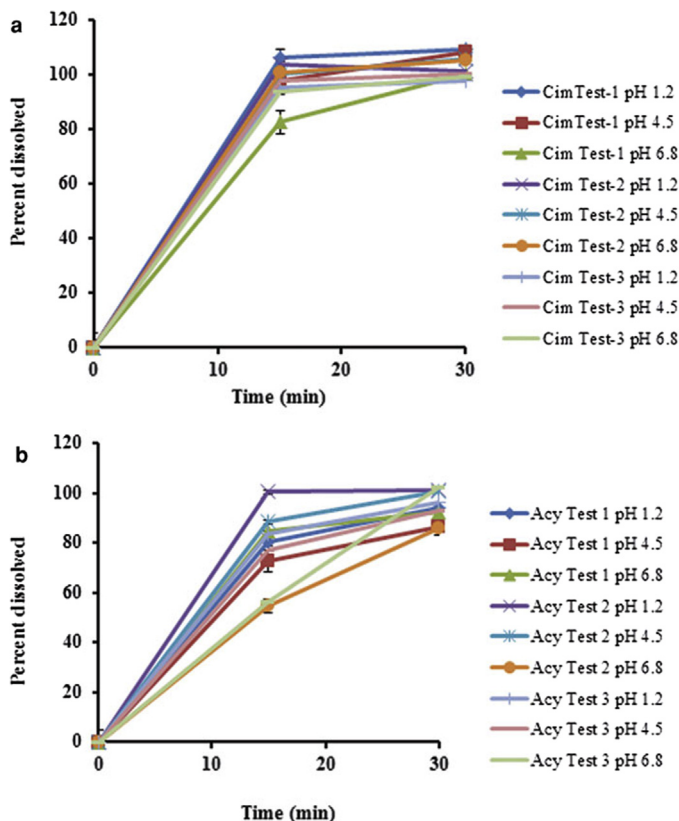 a
120
100
80
60
40
20
0
Percent dissolved
0 10 20 30
Time (min)
CimTest-1 pH 1.2
CimTest-1 pH 4.5
Cim Test-1 pH 6.8
Cim Test-2 pH 1.2
Cim Test-2 pH 4.5
Cim Test-2 pH 6.8
Cim Test-3 pH 1.2
Cim Test-3 pH 4.5
Cim Test-3 pH 6.8
b
120
100
80
60
40
20
0
Percent dissolved
0 10 20 30
Time (min)
Acy Test 1 pH 1.2
Acy Test 1 pH 4.5
Acy Test 1 pH 6.8
Acy Test 2 pH 1.2
Acy Test 2 pH 4.5
Acy Test 2 pH 6.8
Acy Test 3 pH 1.2
Acy Test 3 pH 4.5
Acy Test 3 pH 6.8